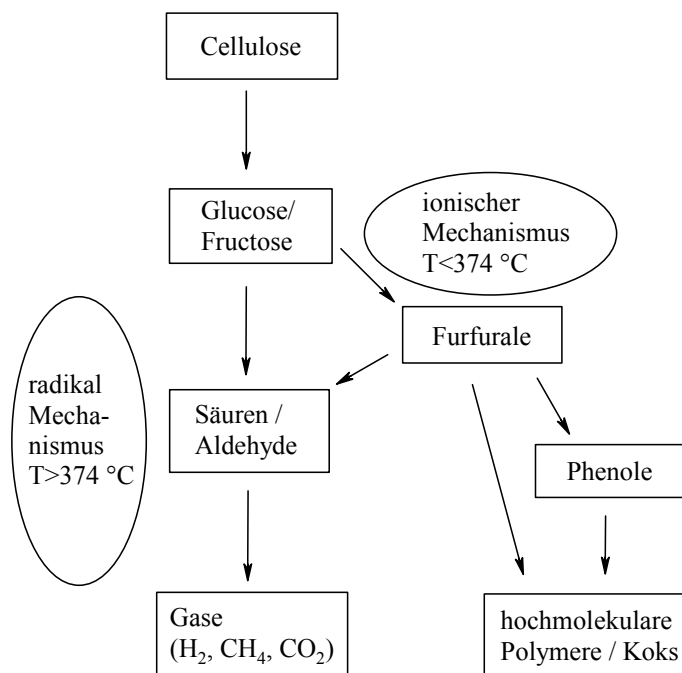 Cellulose
Glucose/
Fructose
ionischer
Mechanismus
T<374 °C
Furfurale
radikal
Mecha-
nismus
T>374 °C
Säuren /
Aldehyde
Phenole
Gase
(H₂, CH₄, CO₂)
hochmolekulare
Polymere / Koks